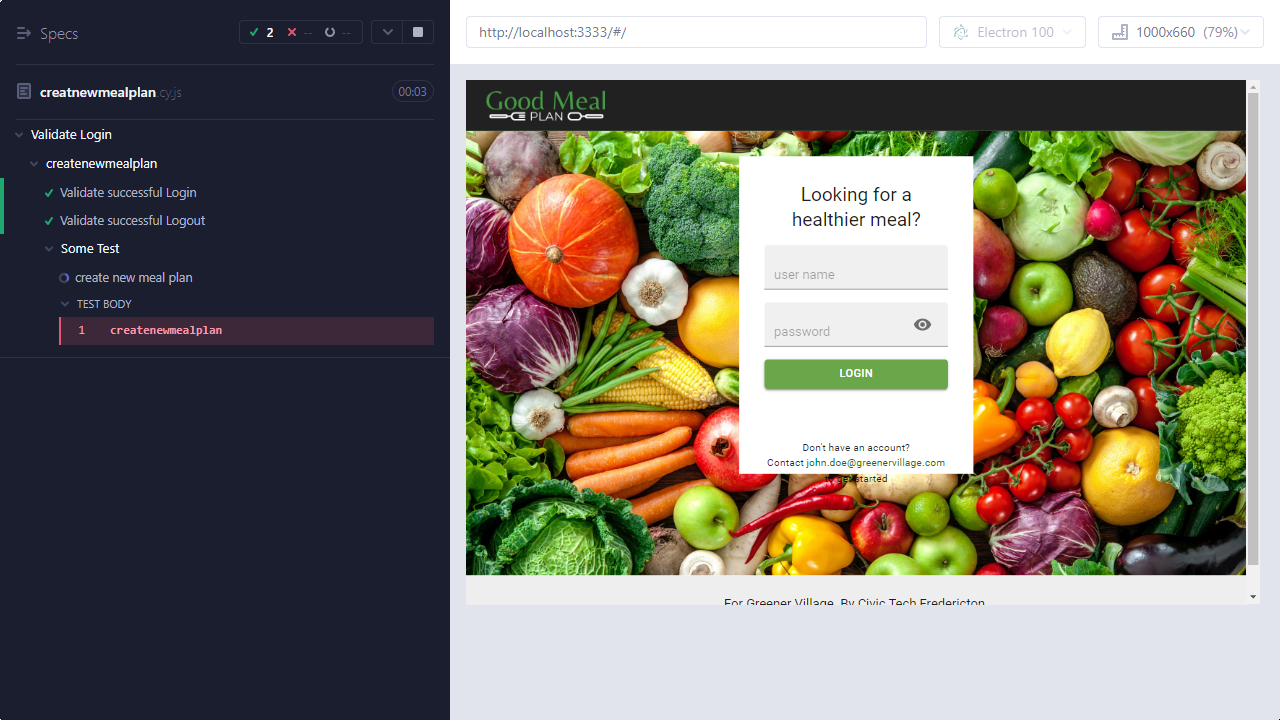 Specs
2 -- --
creatnewmealplan.cy.js 00:03
Validate Login
createnewmealplan
Validate successful Login
Validate successful Logout
Some Test
create new meal plan
TEST BODY
1 createnewmealplan
http://localhost:3333/#/
Electron 100
1000x660 (79%)
Good Meal
PLAN
Looking for a
healthier meal?
user name
password
LOGIN
Don't have an account?
Contact john.doe@greenervillage.com
to get started
For Greener Village. By Civic Tech Fredericton